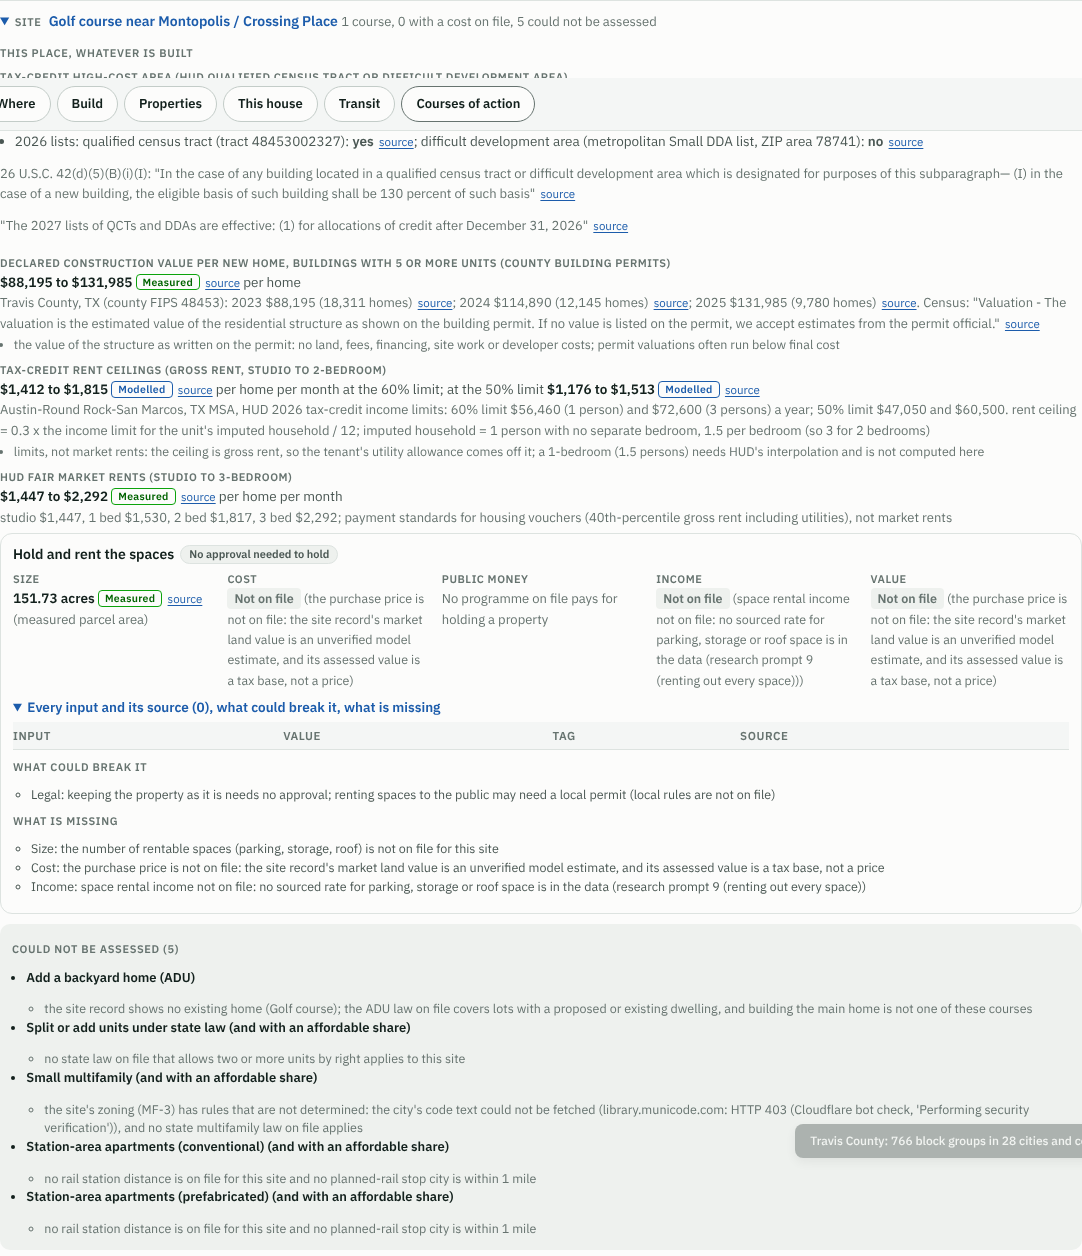 ▼ SITE Golf course near Montopolis / Crossing Place 1 course, 0 with a cost on file, 5 could not be assessed
THIS PLACE, WHATEVER IS BUILT
TAX-CREDIT HIGH-COST AREA (HUD QUALIFIED CENSUS TRACT OR DIFFICULT DEVELOPMENT AREA)
Where Build Properties This house Transit Courses of action
• 2026 lists: qualified census tract (tract 48453002327): yes source; difficult development area (metropolitan Small DDA list, ZIP area 78741): no source
26 U.S.C. 42(d)(5)(B)(i)(I): "In the case of any building located in a qualified census tract or difficult development area which is designated for purposes of this subparagraph— (I) in the
case of a new building, the eligible basis of such building shall be 130 percent of such basis" source
"The 2027 lists of QCTs and DDAs are effective: (1) for allocations of credit after December 31, 2026" source
DECLARED CONSTRUCTION VALUE PER NEW HOME, BUILDINGS WITH 5 OR MORE UNITS (COUNTY BUILDING PERMITS)
$88,195 to $131,985 Measured source per home
Travis County, TX (county FIPS 48453): 2023 $88,195 (18,311 homes) source; 2024 $114,890 (12,145 homes) source; 2025 $131,985 (9,780 homes) source. Census: "Valuation - The
valuation is the estimated value of the residential structure as shown on the building permit. If no value is listed on the permit, we accept estimates from the permit official." source
• the value of the structure as written on the permit: no land, fees, financing, site work or developer costs; permit valuations often run below final cost
TAX-CREDIT RENT CEILINGS (GROSS RENT, STUDIO TO 2-BEDROOM)
$1,412 to $1,815 Modelled source per home per month at the 60% limit; at the 50% limit $1,176 to $1,513 Modelled source
Austin-Round Rock-San Marcos, TX MSA, HUD 2026 tax-credit income limits: 60% limit $56,460 (1 person) and $72,600 (3 persons) a year; 50% limit $47,050 and $60,500. rent ceiling
= 0.3 x the income limit for the unit's imputed household / 12; imputed household = 1 person with no separate bedroom, 1.5 per bedroom (so 3 for 2 bedrooms)
• limits, not market rents: the ceiling is gross rent, so the tenant's utility allowance comes off it; a 1-bedroom (1.5 persons) needs HUD's interpolation and is not computed here
HUD FAIR MARKET RENTS (STUDIO TO 3-BEDROOM)
$1,447 to $2,292 Measured source per home per month
studio $1,447, 1 bed $1,530, 2 bed $1,817, 3 bed $2,292; payment standards for housing vouchers (40th-percentile gross rent including utilities), not market rents
Hold and rent the spaces No approval needed to hold
SIZE
151.73 acres Measured source
(measured parcel area)
COST
Not on file (the purchase price is
not on file: the site record's market
land value is an unverified model
estimate, and its assessed value is
a tax base, not a price)
PUBLIC MONEY
No programme on file pays for
holding a property
INCOME
Not on file (space rental income
not on file: no sourced rate for
parking, storage or roof space is in
the data (research prompt 9
(renting out every space)))
VALUE
Not on file (the purchase price is
not on file: the site record's market
land value is an unverified model
estimate, and its assessed value is
a tax base, not a price)
▼ Every input and its source (0), what could break it, what is missing
INPUT VALUE TAG SOURCE
WHAT COULD BREAK IT
◦ Legal: keeping the property as it is needs no approval; renting spaces to the public may need a local permit (local rules are not on file)
WHAT IS MISSING
◦ Size: the number of rentable spaces (parking, storage, roof) is not on file for this site
◦ Cost: the purchase price is not on file: the site record's market land value is an unverified model estimate, and its assessed value is a tax base, not a price
◦ Income: space rental income not on file: no sourced rate for parking, storage or roof space is in the data (research prompt 9 (renting out every space))
COULD NOT BE ASSESSED (5)
• Add a backyard home (ADU)
◦ the site record shows no existing home (Golf course); the ADU law on file covers lots with a proposed or existing dwelling, and building the main home is not one of these courses
• Split or add units under state law (and with an affordable share)
◦ no state law on file that allows two or more units by right applies to this site
• Small multifamily (and with an affordable share)
◦ the site's zoning (MF-3) has rules that are not determined: the city's code text could not be fetched (library.municode.com: HTTP 403 (Cloudflare bot check, 'Performing security
verification')), and no state multifamily law on file applies
• Station-area apartments (conventional) (and with an affordable share)
◦ no rail station distance is on file for this site and no planned-rail stop city is within 1 mile
• Station-area apartments (prefabricated) (and with an affordable share)
◦ no rail station distance is on file for this site and no planned-rail stop city is within 1 mile
Travis County: 766 block groups in 28 cities and